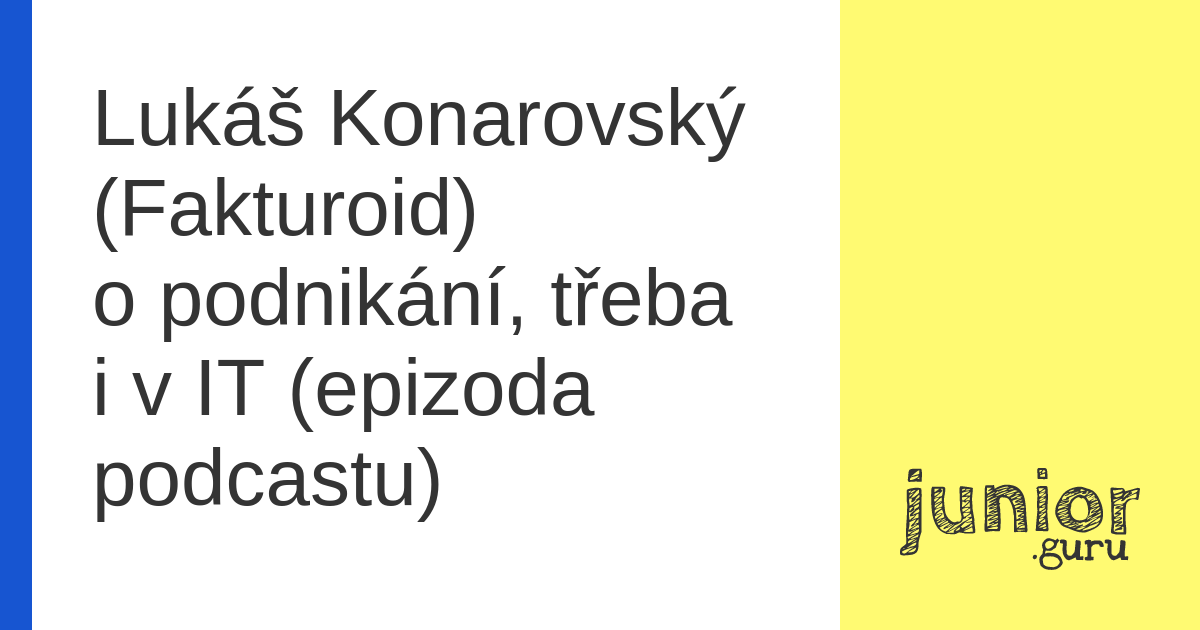 Lukáš Konarovský
(Fakturoid)
o podnikání, třeba
i v IT (epizoda
podcastu)
junior
.guru